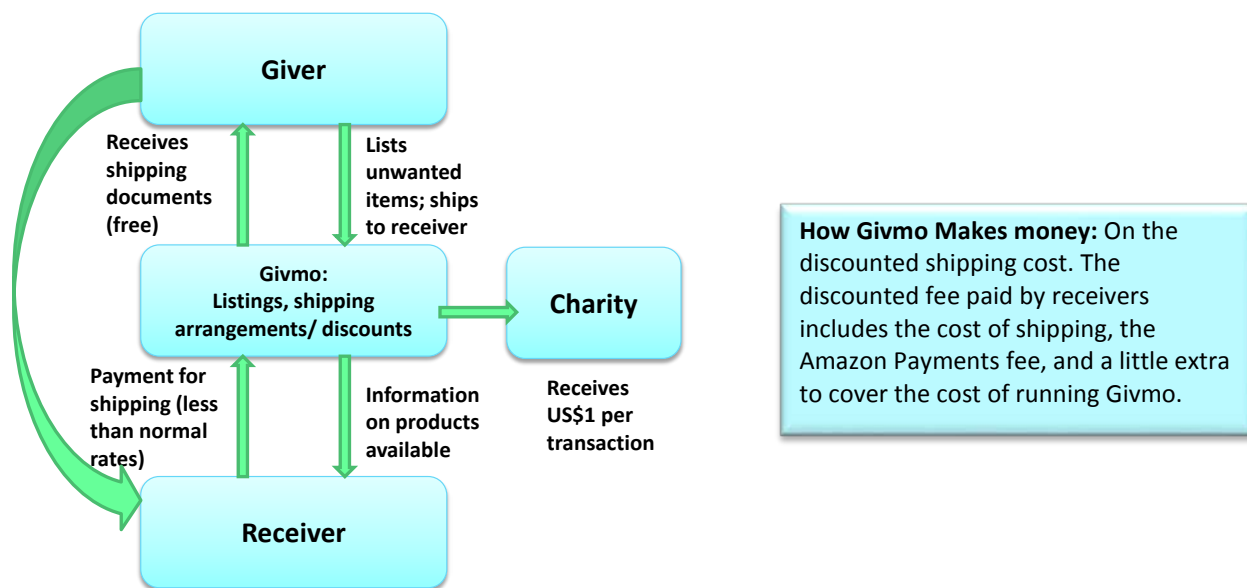 Giver
Receives
shipping
documents
(free)
Lists
unwanted
items; ships
to receiver
Givmo:
Listings, shipping
arrangements/ discounts
Charity
Receives
US$1 per
transaction
Payment for
shipping (less
than normal
rates)
Information
on products
available
Receiver
How Givmo Makes money: On the
discounted shipping cost. The
discounted fee paid by receivers
includes the cost of shipping, the
Amazon Payments fee, and a little extra
to cover the cost of running Givmo.